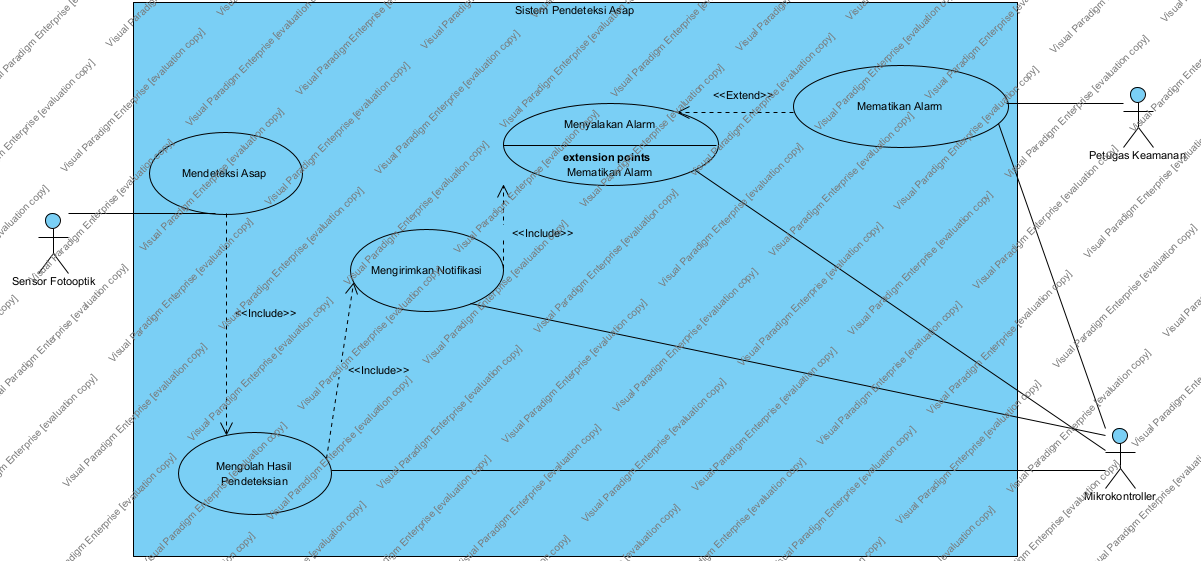 Sistem Pendeteksi Asap
<<Extend>>
Mematikan Alarm
Menyalakan Alarm
extension points
Mematikan Alarm
Petugas Keamanan
Mendeteksi Asap
<<Include>>
Mengirimkan Notifikasi
Sensor Fotooptik
<<Include>>
<<Include>>
Mengolah Hasil
Pendeteksian
Mikrokontroller
Visual Paradigm Enterprise [evaluation copy]